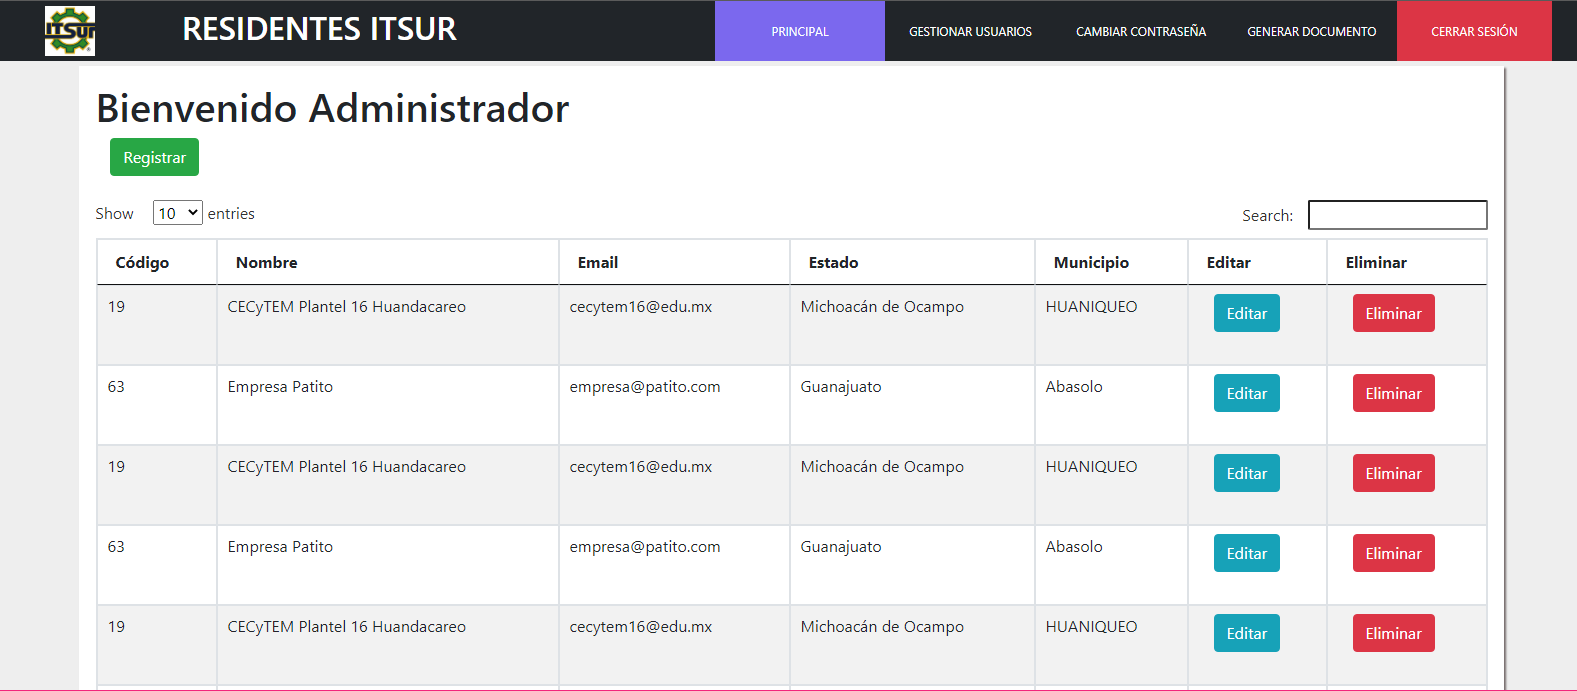 ITSur RESIDENTES ITSUR PRINCIPAL GESTIONAR USUARIOS CAMBIAR CONTRASEÑA GENERAR DOCUMENTO CERRAR SESIÓN
Bienvenido Administrador
Registrar
Show 10 entries Search:
Código Nombre Email Estado Municipio Editar Eliminar
19 CECyTEM Plantel 16 Huandacareo cecytem16@edu.mx Michoacán de Ocampo HUANIQUEO Editar Eliminar
63 Empresa Patito empresa@patito.com Guanajuato Abasolo Editar Eliminar
19 CECyTEM Plantel 16 Huandacareo cecytem16@edu.mx Michoacán de Ocampo HUANIQUEO Editar Eliminar
63 Empresa Patito empresa@patito.com Guanajuato Abasolo Editar Eliminar
19 CECyTEM Plantel 16 Huandacareo cecytem16@edu.mx Michoacán de Ocampo HUANIQUEO Editar Eliminar